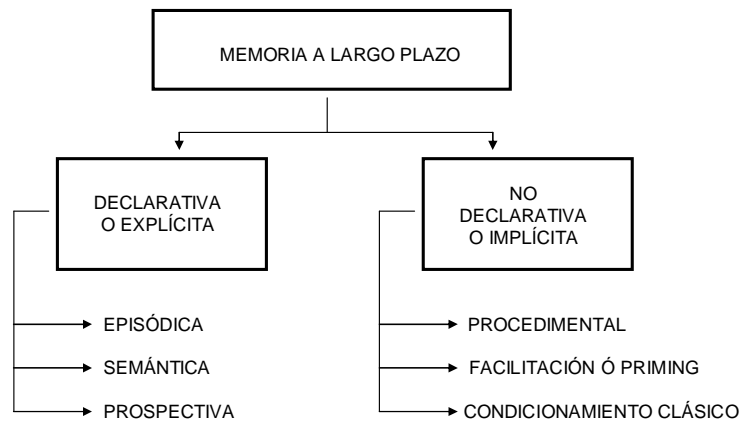 MEMORIA A LARGO PLAZO
DECLARATIVA
O EXPLÍCITA
NO
DECLARATIVA
O IMPLÍCITA
EPISÓDICA
SEMÁNTICA
PROSPECTIVA
PROCEDIMENTAL
FACILITACIÓN Ó PRIMING
CONDICIONAMIENTO CLÁSICO